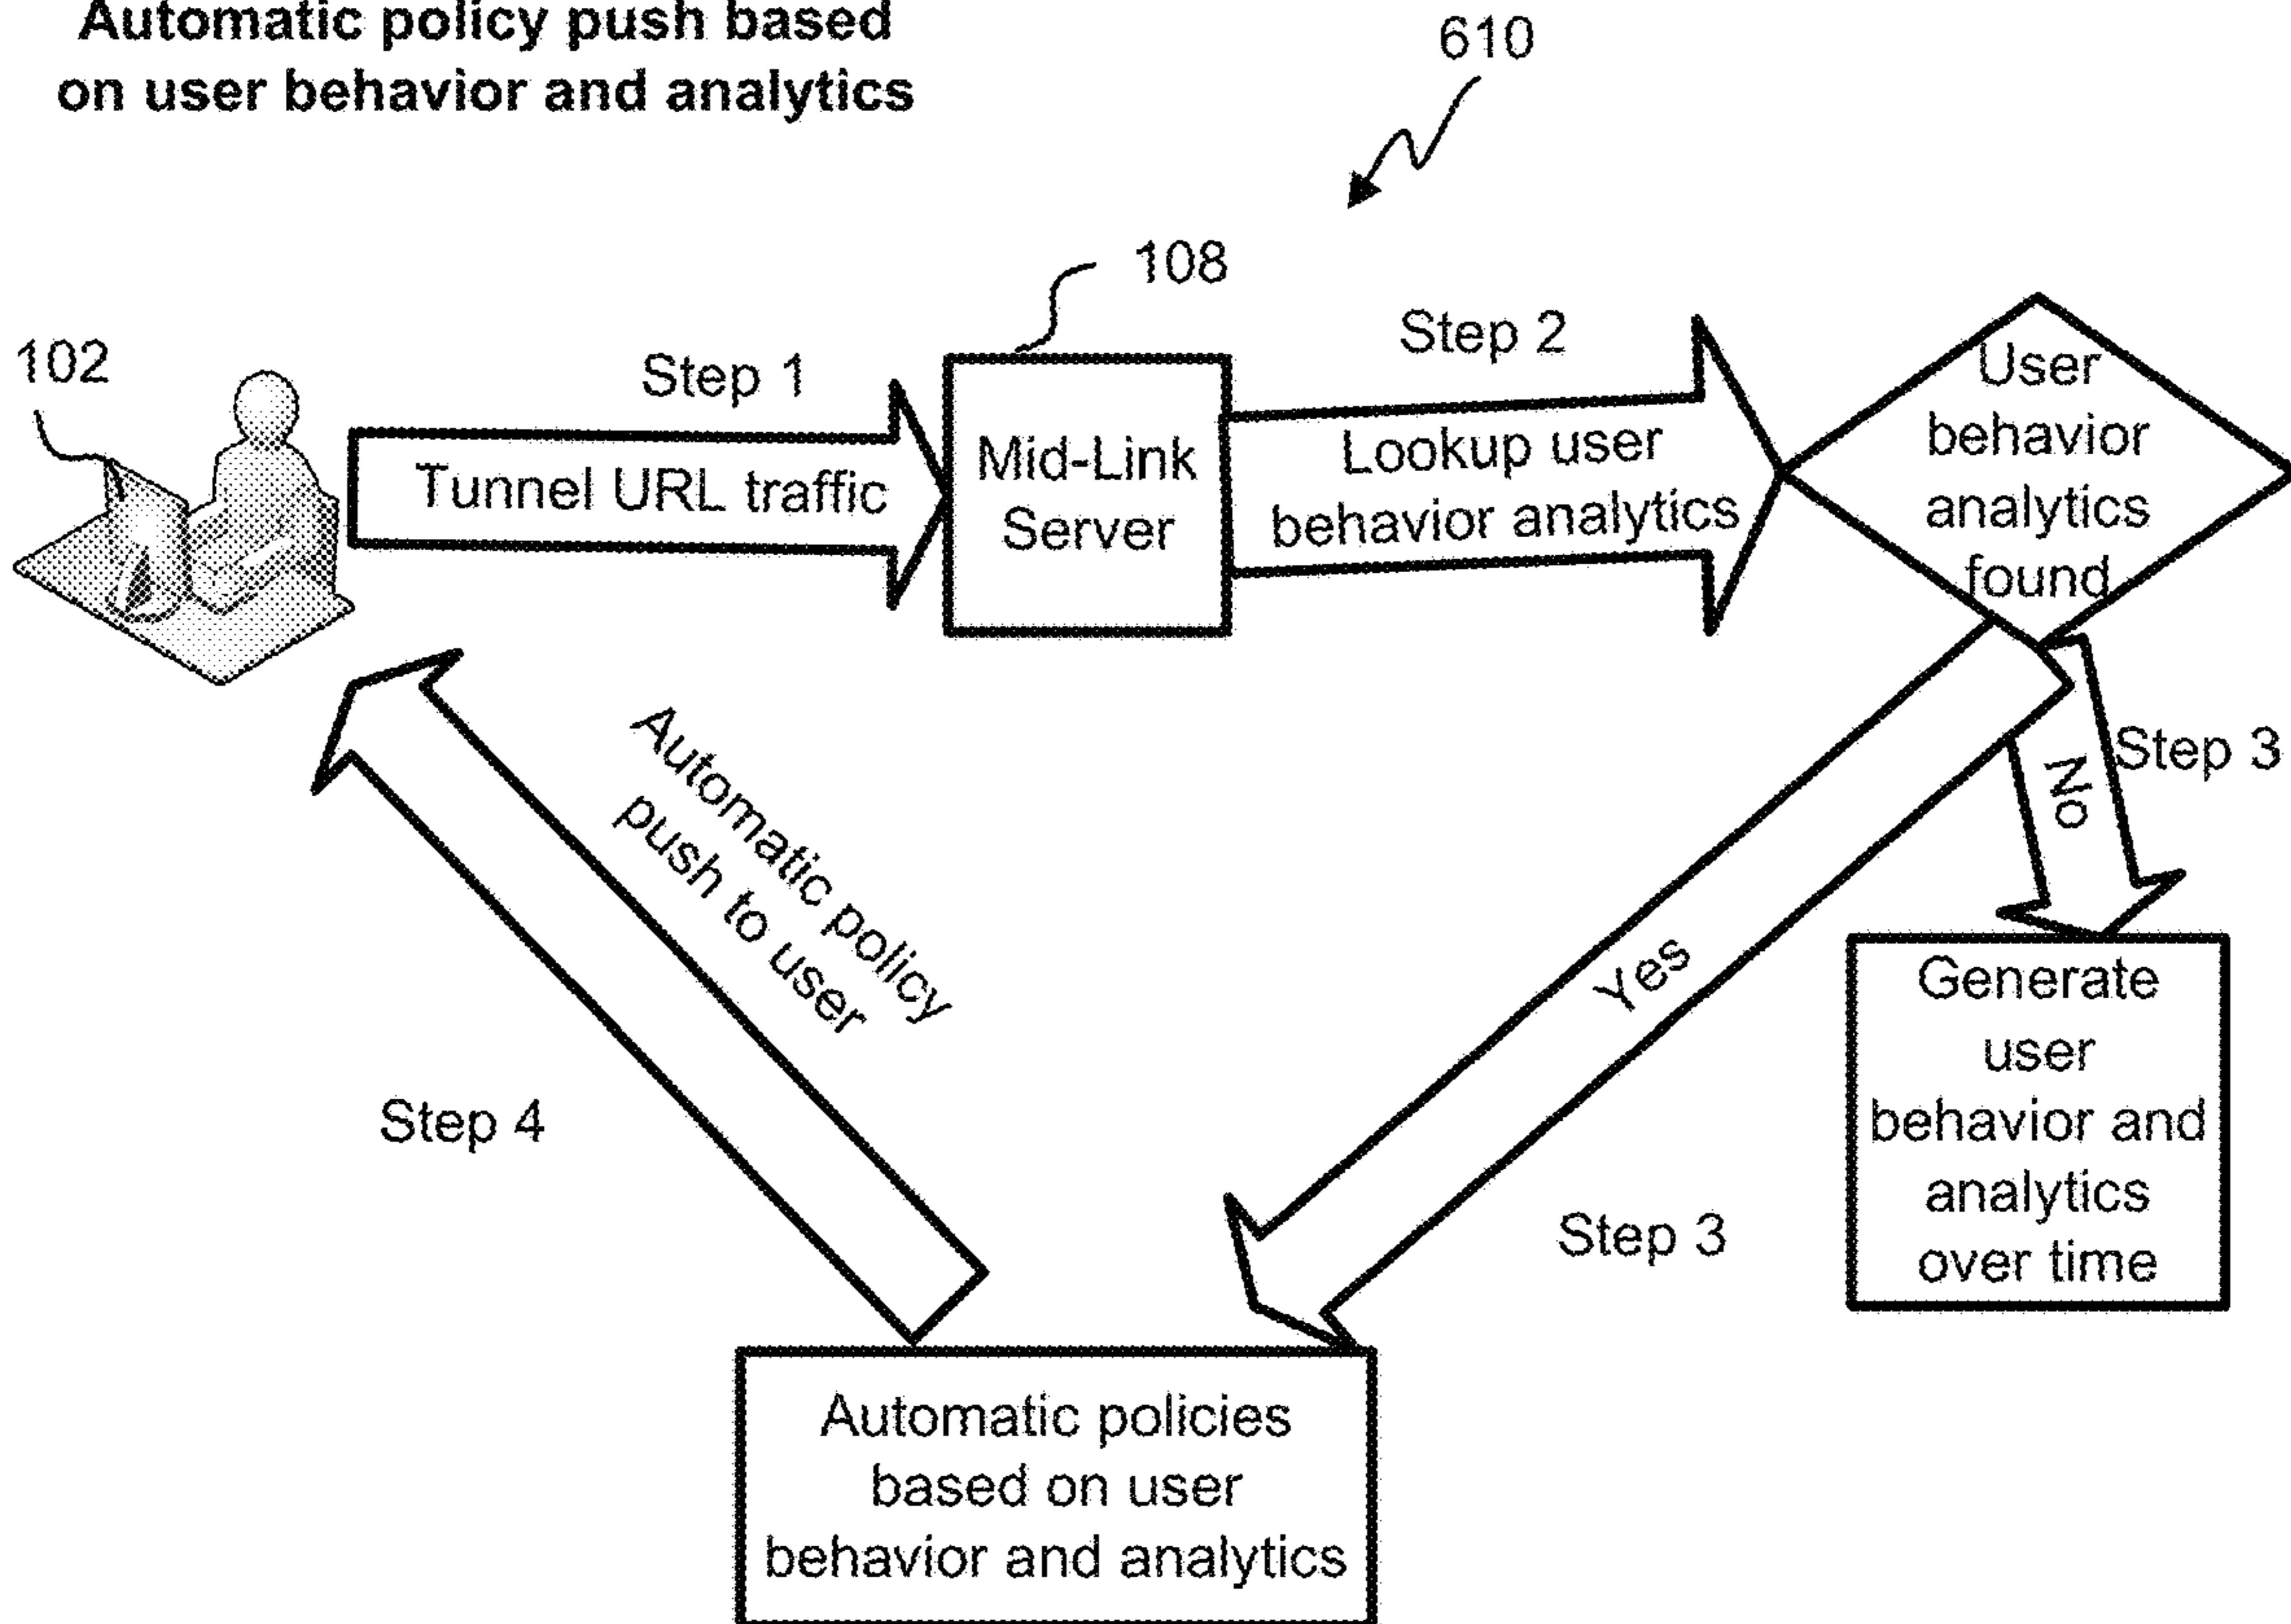 Automatic policy push based
on user behavior and analytics
610
108
102
Step 1
Tunnel URL traffic
Mid-Link
Server
Step 2
Lookup user
behavior analytics
User
behavior
analytics
found
Step 3
No
Yes
Step 3
Generate
user
behavior and
analytics
over time
Automatic policy
push to user
Step 4
Automatic policies
based on user
behavior and analytics